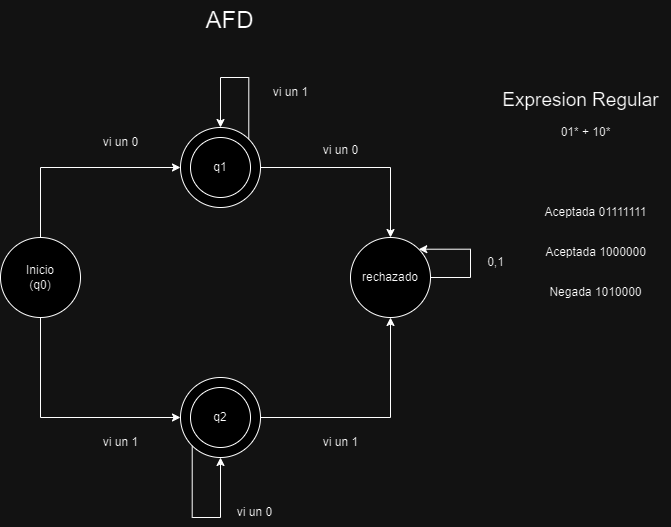 AFD
vi un 1
Expresion Regular
01* + 10*
vi un 0
vi un 0
q1
Aceptada 01111111
Aceptada 1000000
Negada 1010000
Inicio
(q0)
rechazado
0,1
q2
vi un 1
vi un 1
vi un 0